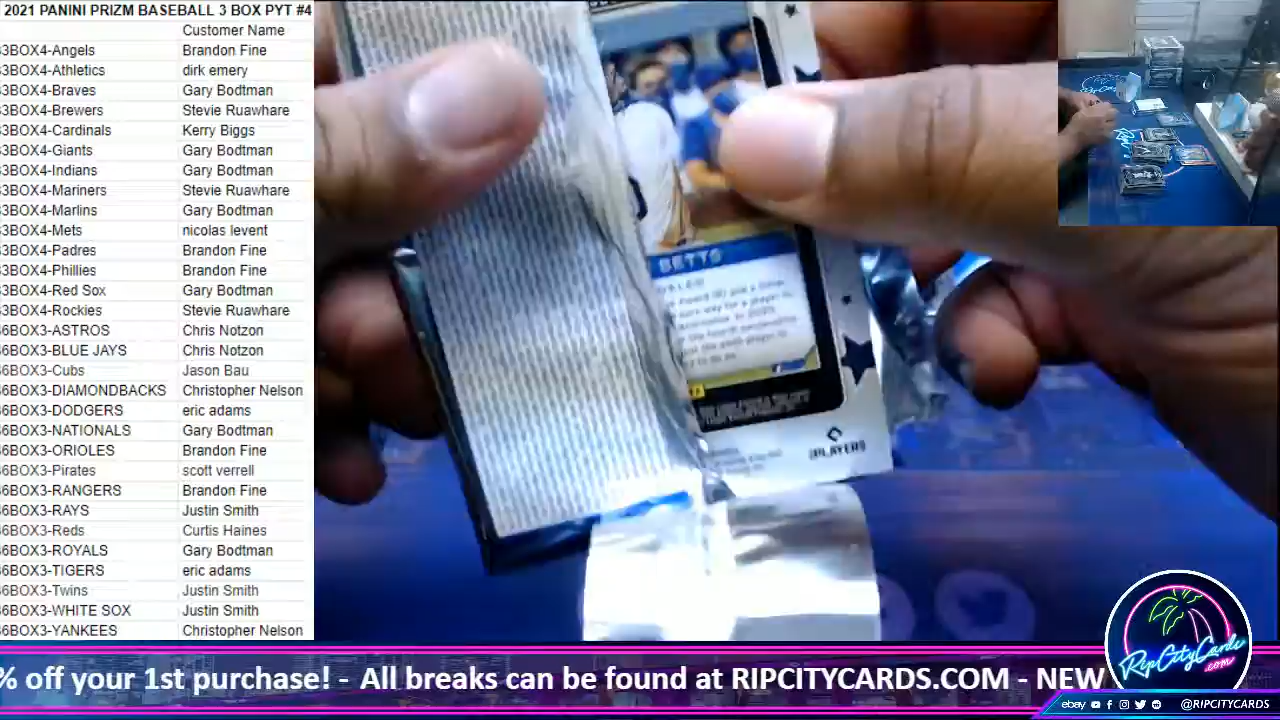 2021 PANINI PRIZM BASEBALL 3 BOX PYT #4
Customer Name
3BOX4-Angels Brandon Fine
3BOX4-Athletics dirk emery
3BOX4-Braves Gary Bodtman
3BOX4-Brewers Stevie Ruawhare
3BOX4-Cardinals Kerry Biggs
3BOX4-Giants Gary Bodtman
3BOX4-Indians Gary Bodtman
3BOX4-Mariners Stevie Ruawhare
3BOX4-Marlins Gary Bodtman
3BOX4-Mets nicolas levent
3BOX4-Padres Brandon Fine
3BOX4-Phillies Brandon Fine
3BOX4-Red Sox Gary Bodtman
3BOX4-Rockies Stevie Ruawhare
6BOX3-ASTROS Chris Notzon
6BOX3-BLUE JAYS Chris Notzon
6BOX3-Cubs Jason Bau
6BOX3-DIAMONDBACKS Christopher Nelson
6BOX3-DODGERS eric adams
6BOX3-NATIONALS Gary Bodtman
6BOX3-ORIOLES Brandon Fine
6BOX3-Pirates scott verrell
6BOX3-RANGERS Brandon Fine
6BOX3-RAYS Justin Smith
6BOX3-Reds Curtis Haines
6BOX3-ROYALS Gary Bodtman
6BOX3-TIGERS eric adams
6BOX3-Twins Justin Smith
6BOX3-WHITE SOX Justin Smith
6BOX3-YANKEES Christopher Nelson
BETTS
PLAYERS
% off your 1st purchase! - All breaks can be found at RIPCITYCARDS.COM - NEW
RipCityCards
.com
ebay @RIPCITYCARDS